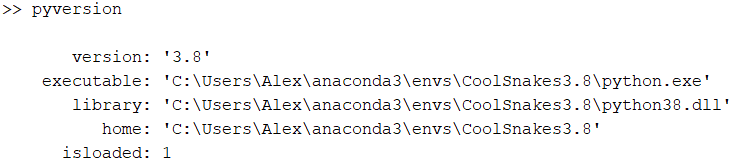 >> pyversion
version: '3.8'
executable: 'C:\Users\Alex\anaconda3\envs\CoolSnakes3.8\python.exe'
library: 'C:\Users\Alex\anaconda3\envs\CoolSnakes3.8\python38.dll'
home: 'C:\Users\Alex\anaconda3\envs\CoolSnakes3.8'
isloaded: 1